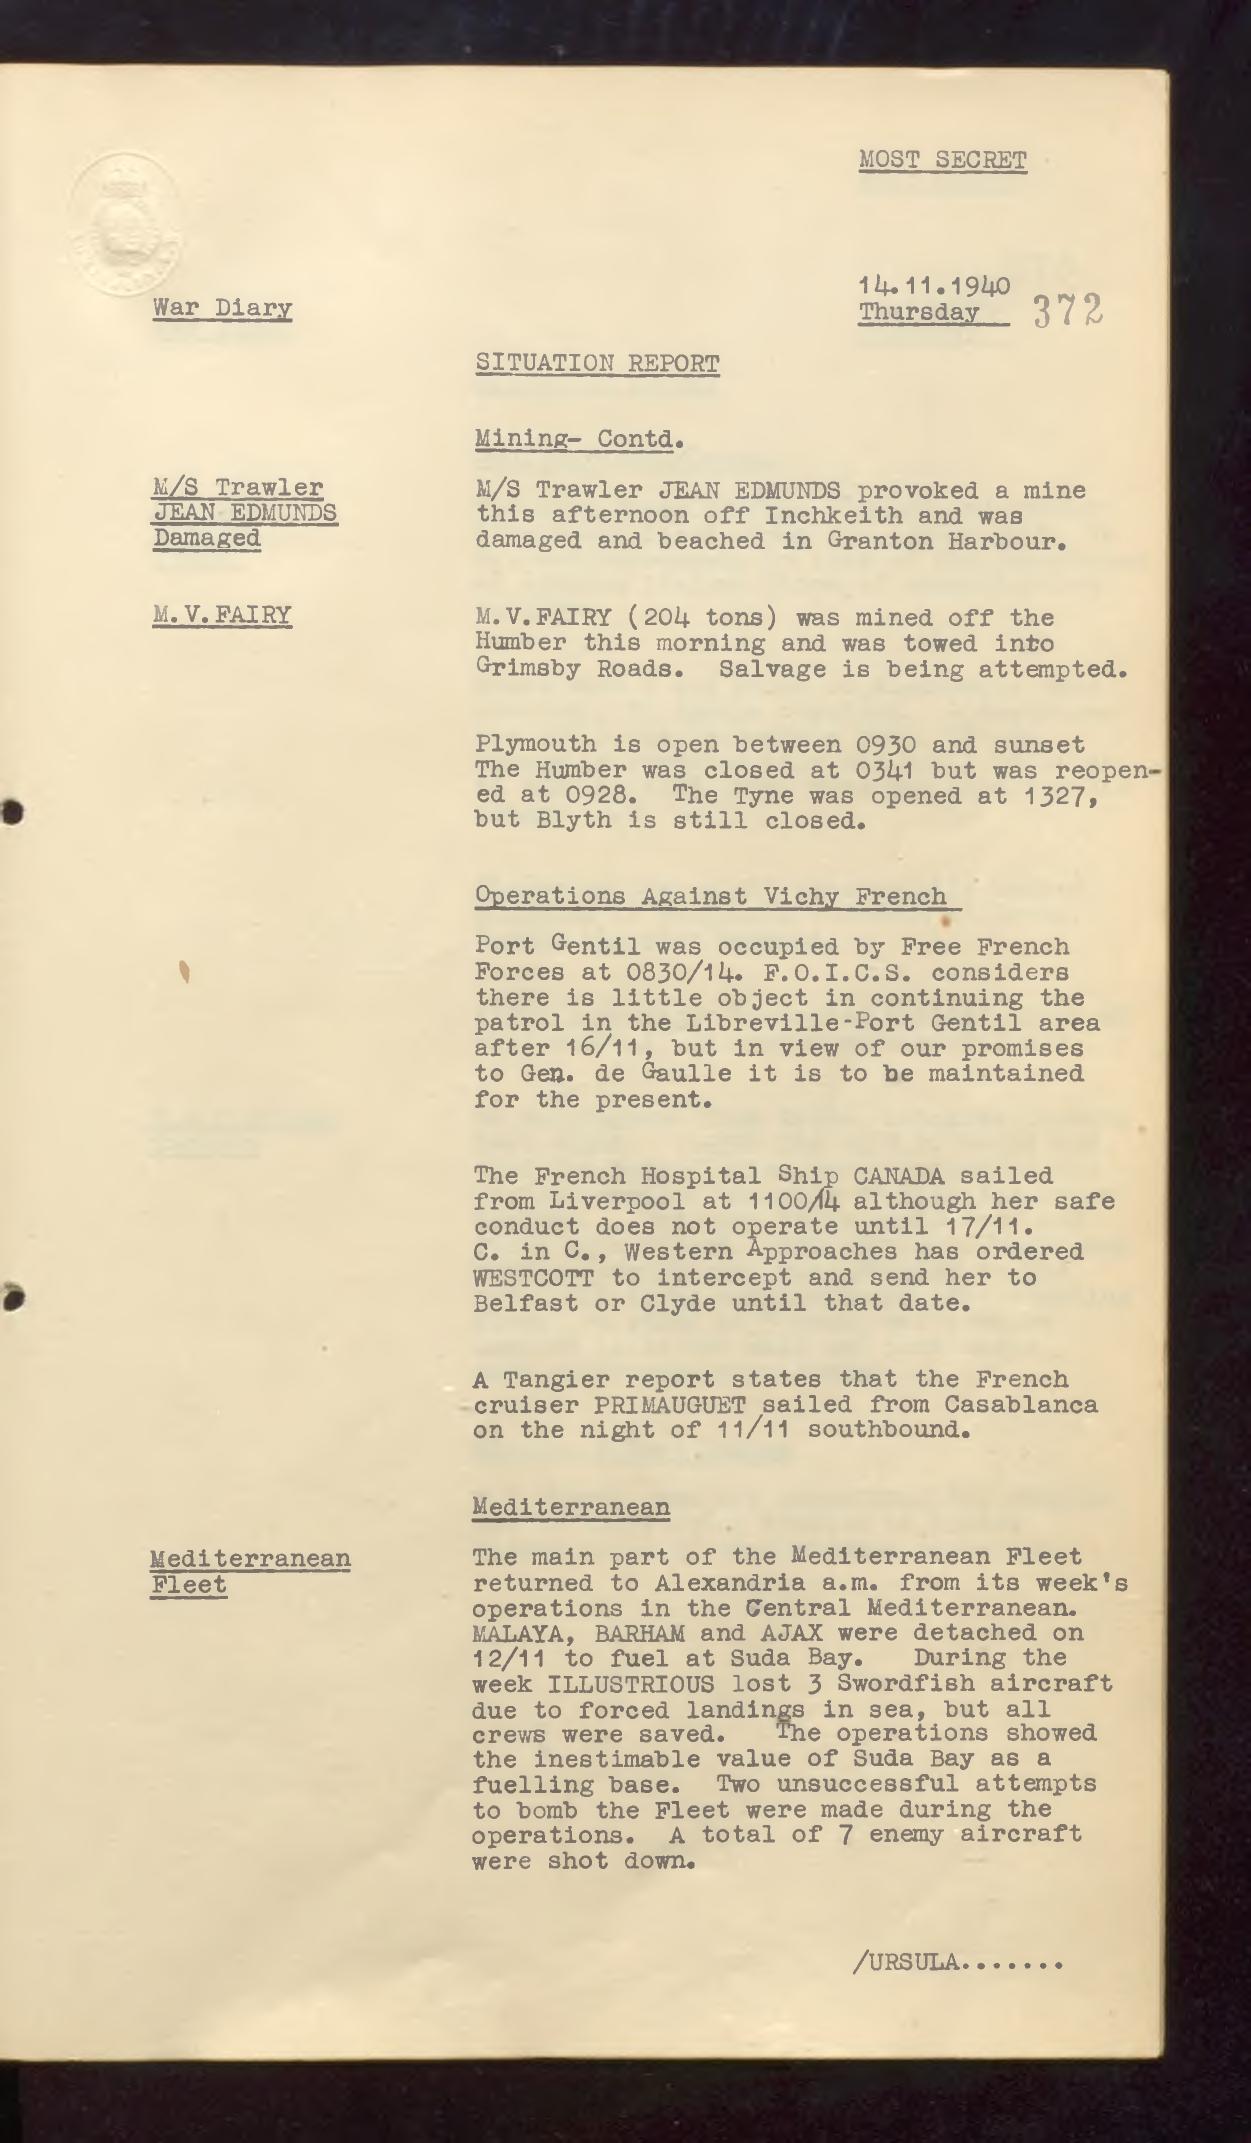 MOST SECRET
14.11.1940
War Diary
Thursday 372
SITUATION REPORT
Mining- Contd.
M/S Trawler
JEAN EDMUNDS
Damaged
M/S Trawler JEAN EDMUNDS provoked a mine
this afternoon off Inchkeith and was
damaged and beached in Granton Harbour.
M.V.FAIRY
M.V.FAIRY (204 tons) was mined off the
Humber this morning and was towed into
Grimsby Roads. Salvage is being attempted.
Plymouth is open between 0930 and sunset
The Humber was closed at 0341 but was reopen-
ed at 0928. The Tyne was opened at 1327,
but Blyth is still closed.
Operations Against Vichy French
Port Gentil was occupied by Free French
Forces at 0830/14. F.O.I.C.S. considers
there is little object in continuing the
patrol in the Libreville-Port Gentil area
after 16/11, but in view of our promises
to Gen. de Gaulle it is to be maintained
for the present.
The French Hospital Ship CANADA sailed
from Liverpool at 1100/14 although her safe
conduct does not operate until 17/11.
C. in C., Western Approaches has ordered
WESTCOTT to intercept and send her to
Belfast or Clyde until that date.
A Tangier report states that the French
cruiser PRIMAUGUET sailed from Casablanca
on the night of 11/11 southbound.
Mediterranean
Mediterranean
Fleet
The main part of the Mediterranean Fleet
returned to Alexandria a.m. from its week's
operations in the Central Mediterranean.
MALAYA, BARHAM and AJAX were detached on
12/11 to fuel at Suda Bay. During the
week ILLUSTRIOUS lost 3 Swordfish aircraft
due to forced landings in sea, but all
crews were saved. The operations showed
the inestimable value of Suda Bay as a
fuelling base. Two unsuccessful attempts
to bomb the Fleet were made during the
operations. A total of 7 enemy aircraft
were shot down.
/URSULA.......